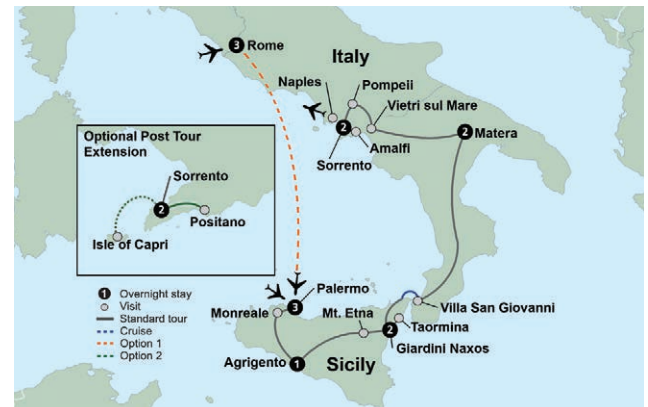 3 Rome
Italy
Naples
Pompeii
Vietri sul Mare
2
2 Matera
Sorrento
Amalfi
Optional Post Tour
Extension
Sorrento
2
Positano
Isle of Capri
1 Overnight stay
Visit
Standard tour
Cruise
Option 1
Option 2
Palermo
3
Monreale
Mt. Etna
Villa San Giovanni
Taormina
2
Giardini Naxos
Agrigento
1
Sicily